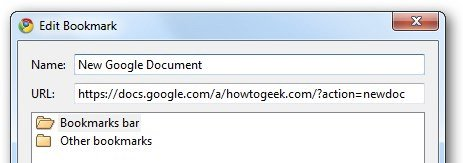 Edit Bookmark
Name: New Google Document
URL: https://docs.google.com/a/howtogeek.com/?action=newdoc
Bookmarks bar
Other bookmarks